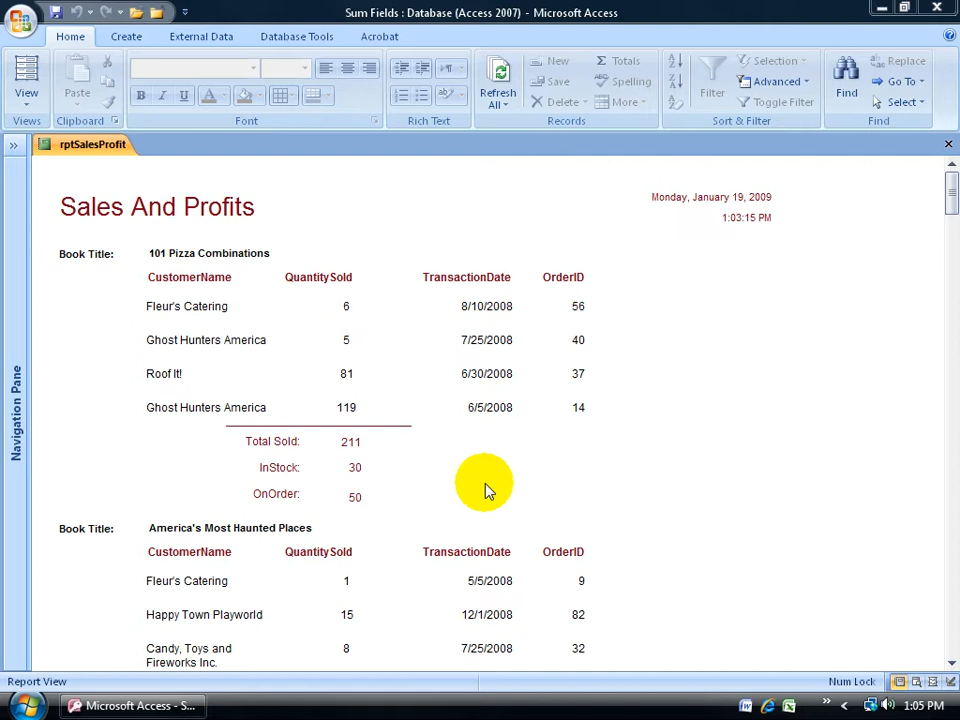 Sum Fields : Database (Access 2007) - Microsoft Access
Home Create External Data Database Tools Acrobat
View Paste B I U A Refresh All New Save Delete Totals Spelling More Filter Selection Advanced Toggle Filter Find Replace Go To Select
Views Clipboard Font Rich Text Records Sort & Filter Find
rptSalesProfit
Navigation Pane
Sales And Profits
Monday, January 19, 2009
1:03:15 PM
Book Title: 101 Pizza Combinations
CustomerName QuantitySold TransactionDate OrderID
Fleur's Catering 6 8/10/2008 56
Ghost Hunters America 5 7/25/2008 40
Roof It! 81 6/30/2008 37
Ghost Hunters America 119 6/5/2008 14
Total Sold: 211
InStock: 30
OnOrder: 50
Book Title: America's Most Haunted Places
CustomerName QuantitySold TransactionDate OrderID
Fleur's Catering 1 5/5/2008 9
Happy Town Playworld 15 12/1/2008 82
Candy, Toys and 8 7/25/2008 32
Fireworks Inc.
Report View Num Lock
Microsoft Access - S... 1:05 PM